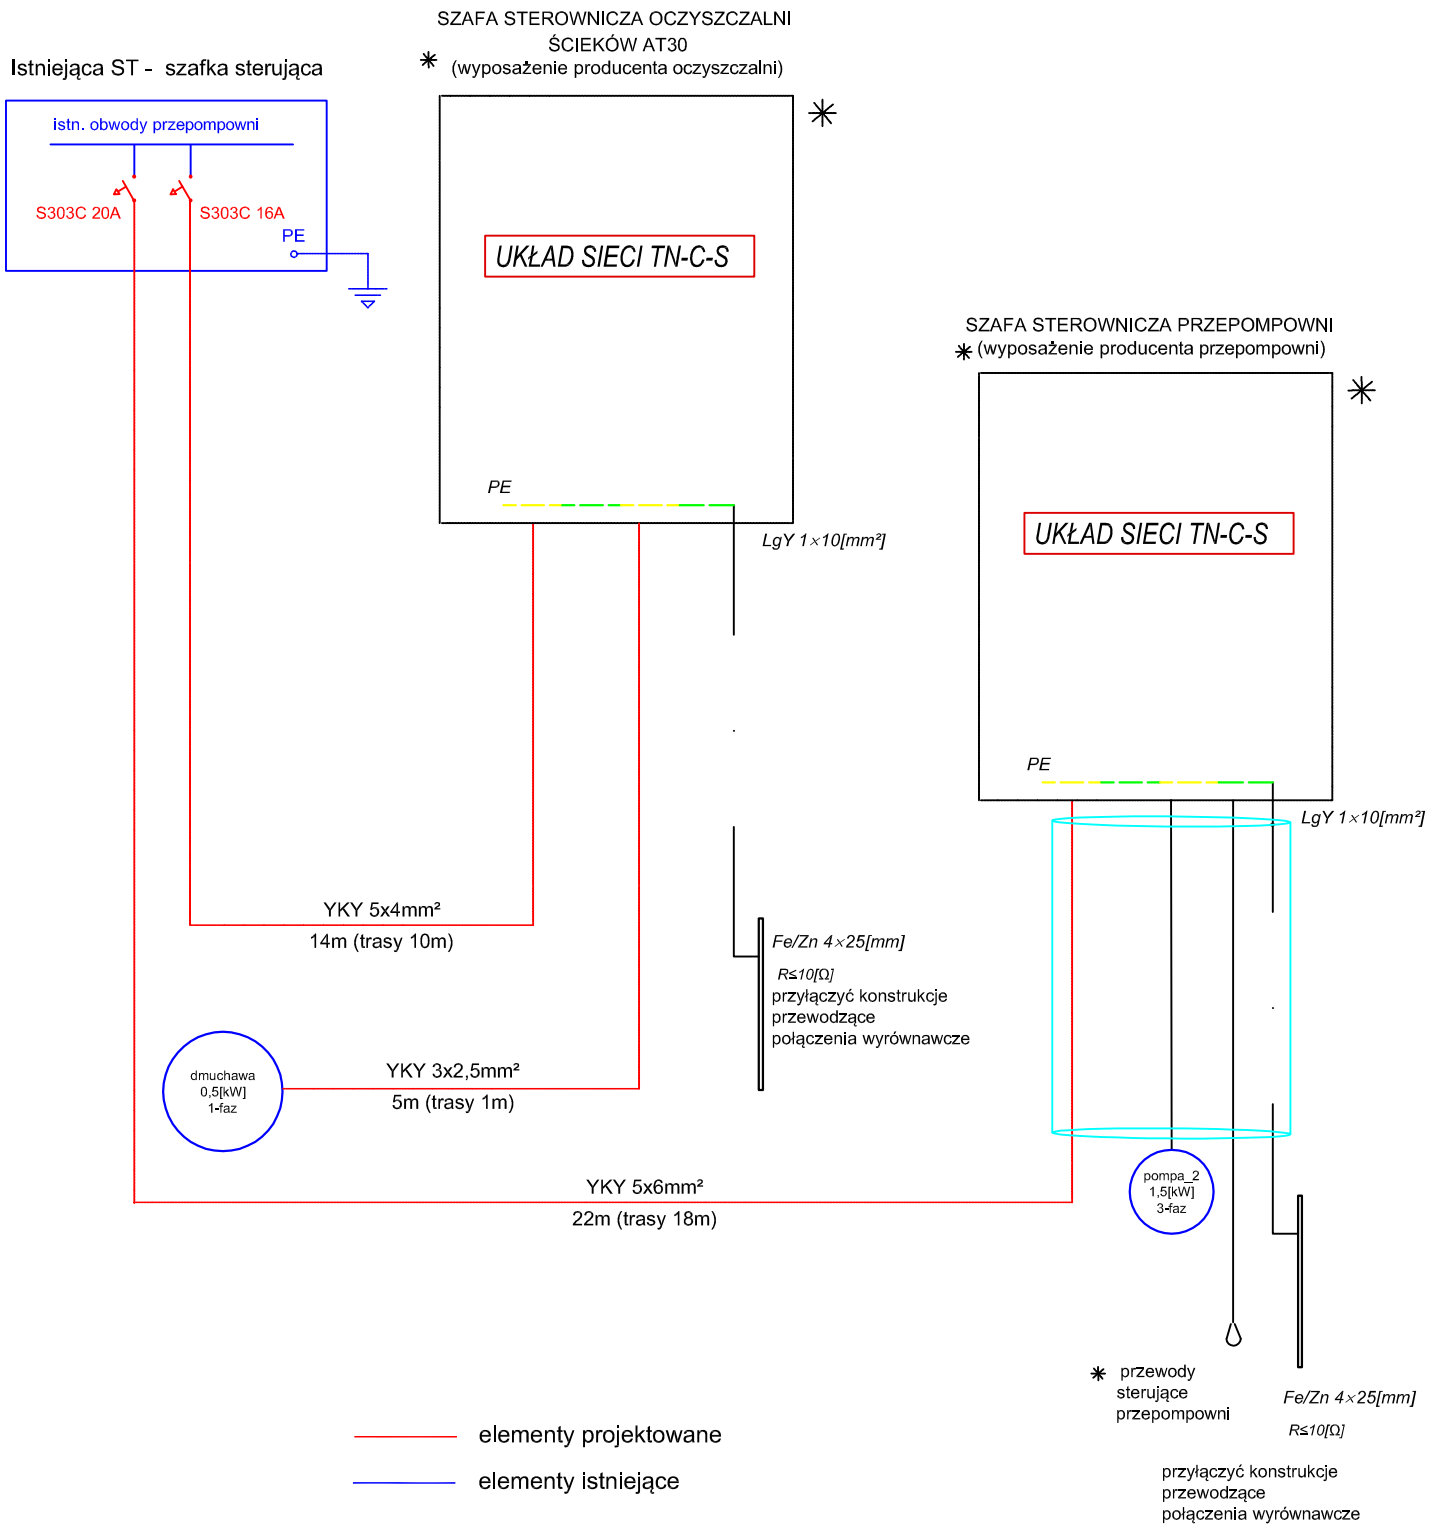 SZAFA STEROWNICZA OCZYSZCZALNI
ŚCIEKÓW AT30
(wyposażenie producenta oczyszczalni)
Istniejąca ST - szafka sterująca
istn. obwody przepompowni
S303C 20A
S303C 16A
PE
UKŁAD SIECI TN-C-S
PE
LgY 1×10[mm²]
SZAFA STEROWNICZA PRZEPOMPOWNI
(wyposażenie producenta przepompowni)
UKŁAD SIECI TN-C-S
PE
LgY 1×10[mm²]
YKY 5x4mm²
14m (trasy 10m)
Fe/Zn 4×25[mm]
R≤10[Ω]
przyłączyć konstrukcje
przewodzące
połączenia wyrównawcze
dmuchawa
0,5[kW]
1-faz
YKY 3x2,5mm²
5m (trasy 1m)
YKY 5x6mm²
22m (trasy 18m)
pompa_2
1,5[kW]
3-faz
przewody
sterujące
przepompowni
Fe/Zn 4×25[mm]
R≤10[Ω]
przyłączyć konstrukcje
przewodzące
połączenia wyrównawcze
elementy projektowane
elementy istniejące